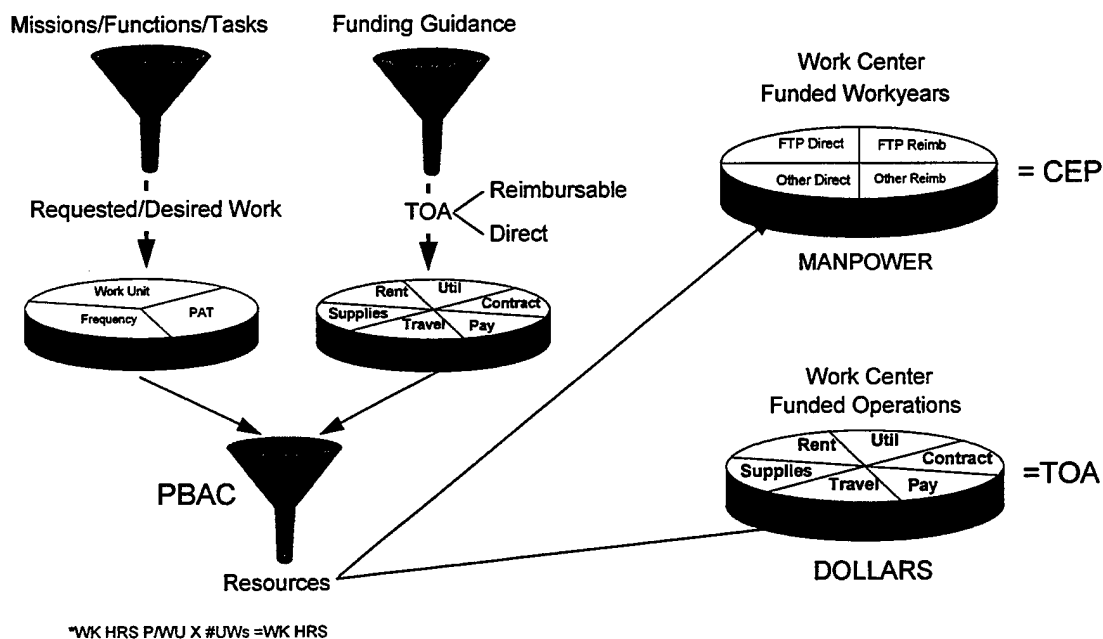 Missions/Functions/Tasks
Funding Guidance
Requested/Desired Work
TOA
Reimbursable
Direct
Work Unit
Frequency
PAT
Rent
Util
Contract
Supplies
Travel
Pay
PBAC
Resources
*WK HRS P/WU X #UWs =WK HRS
Work Center
Funded Workyears
FTP Direct
FTP Reimb
Other Direct
Other Reimb
= CEP
MANPOWER
Work Center
Funded Operations
Rent
Util
Contract
Supplies
Travel
Pay
=TOA
DOLLARS